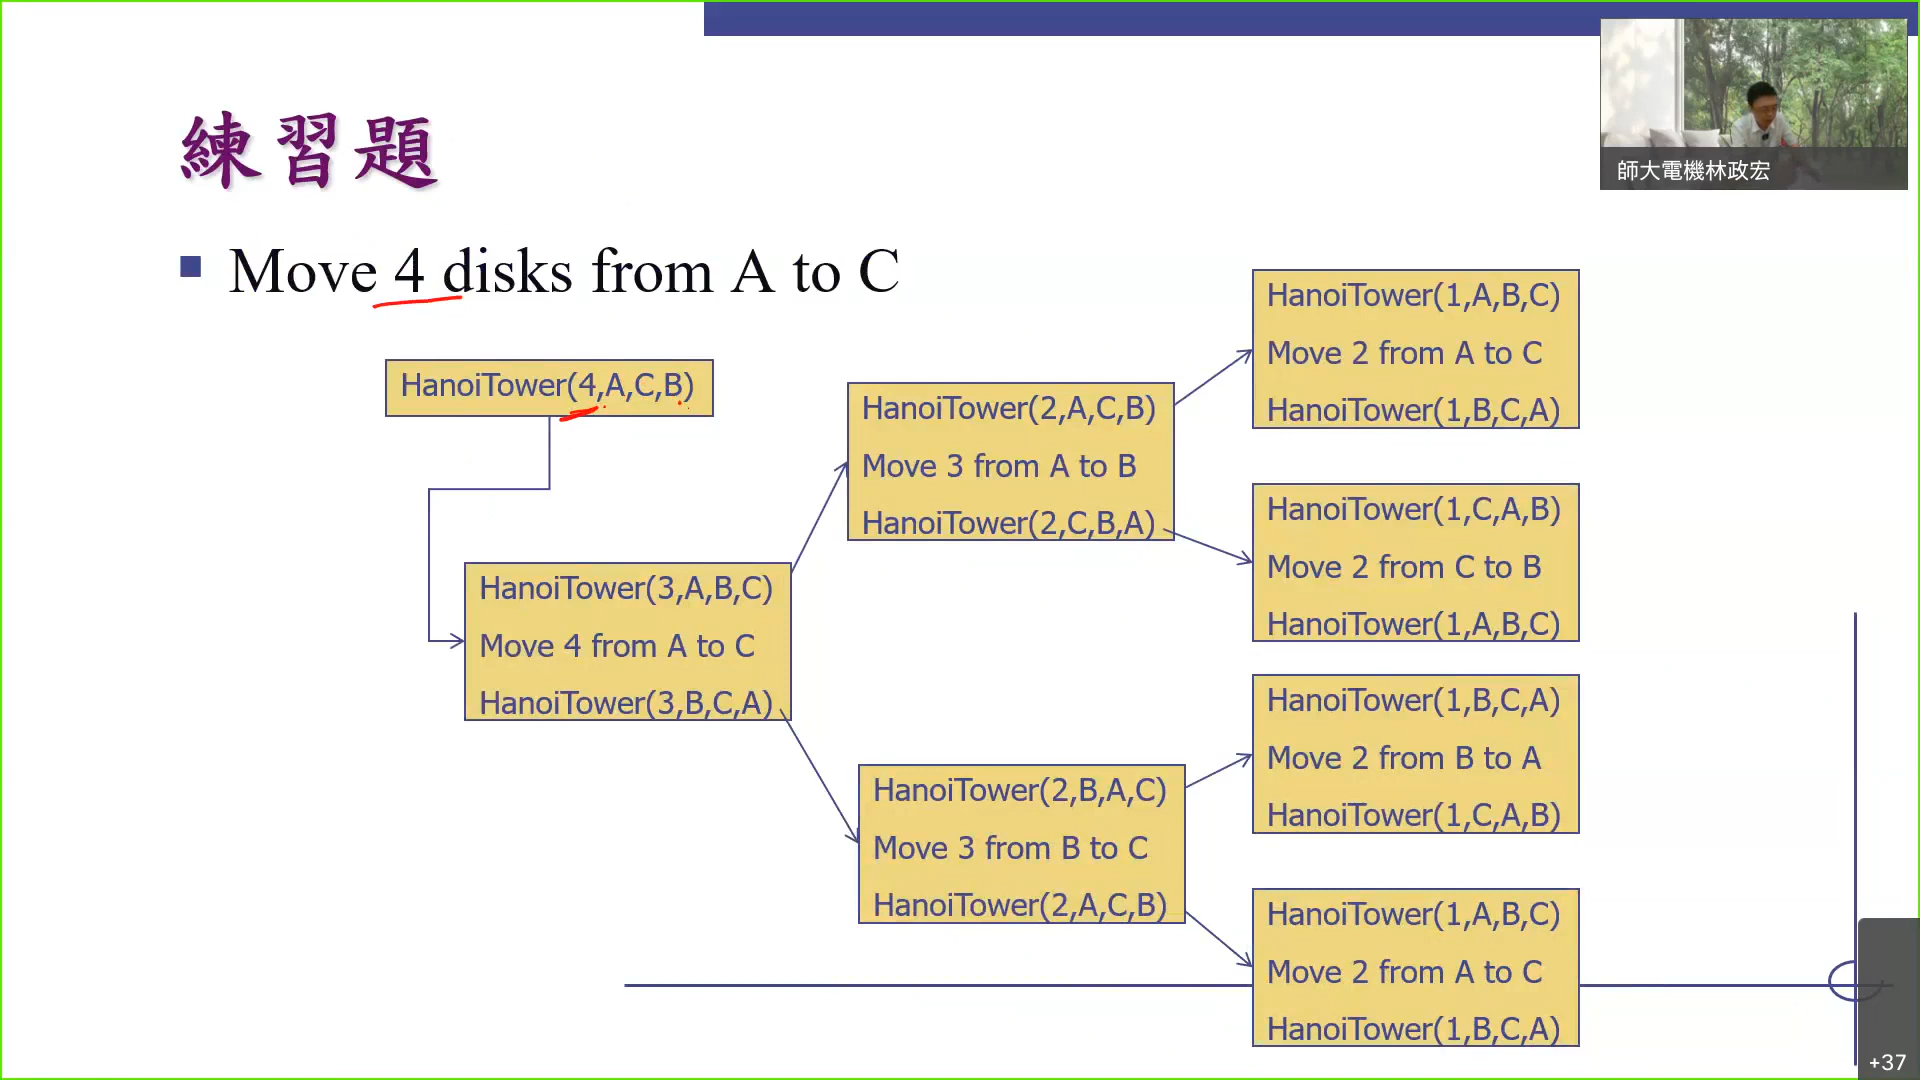 練習題
Move 4 disks from A to C
HanoiTower(4,A,C,B)
HanoiTower(3,A,B,C)
Move 4 from A to C
HanoiTower(3,B,C,A)
HanoiTower(2,A,C,B)
Move 3 from A to B
HanoiTower(2,C,B,A)
HanoiTower(2,B,A,C)
Move 3 from B to C
HanoiTower(2,A,C,B)
HanoiTower(1,A,B,C)
Move 2 from A to C
HanoiTower(1,B,C,A)
HanoiTower(1,C,A,B)
Move 2 from C to B
HanoiTower(1,A,B,C)
HanoiTower(1,B,C,A)
Move 2 from B to A
HanoiTower(1,C,A,B)
HanoiTower(1,A,B,C)
Move 2 from A to C
HanoiTower(1,B,C,A)
師大電機林政宏
+37